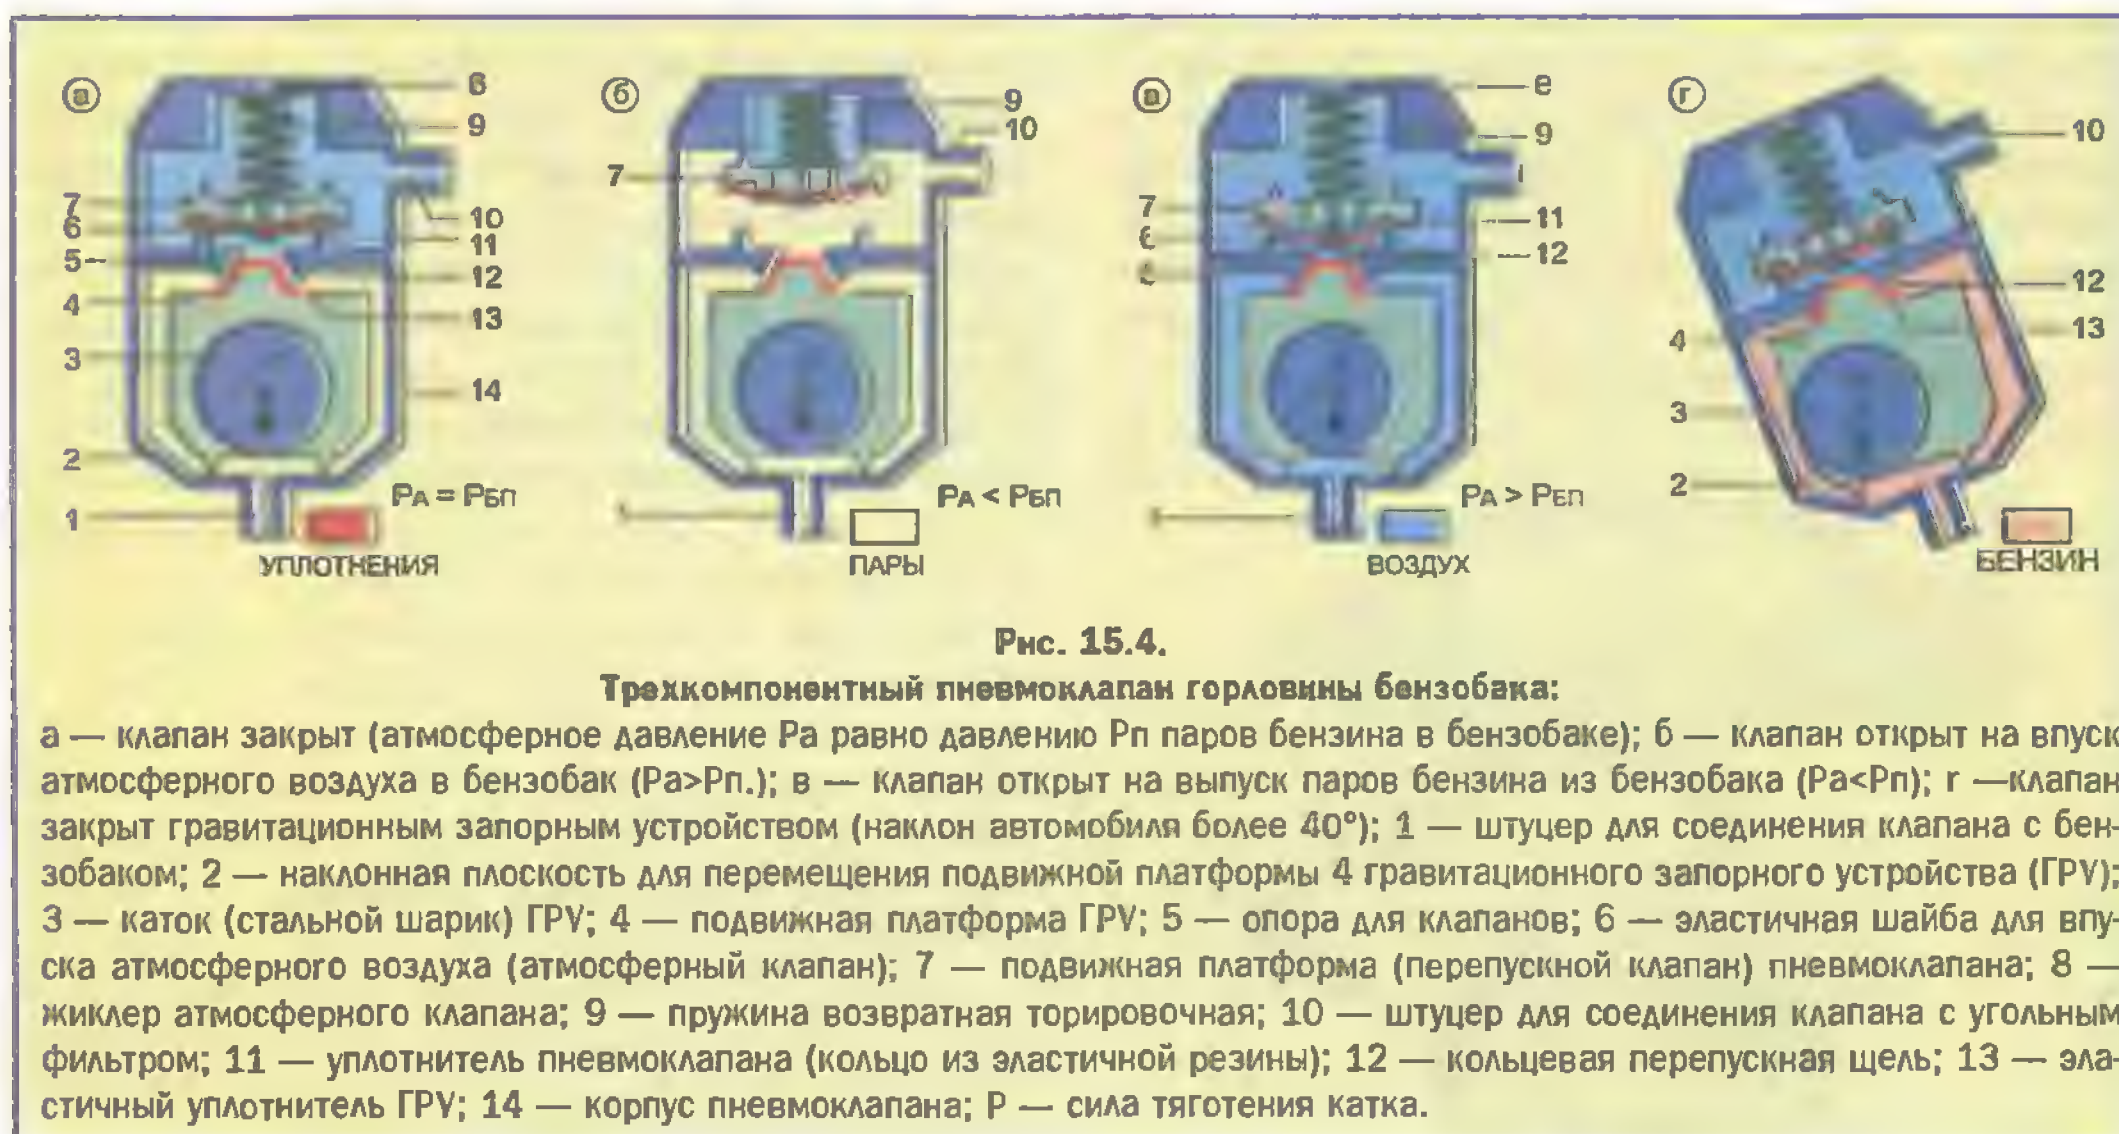 а б в г
8
9
7
6
5
4
3
2
1
10
11
12
13
14
PА = PБП
УПЛОТНЕНИЯ
9
10
7
PА < PБП
ПАРЫ
8
9
7
11
12
PА > PБП
ВОЗДУХ
10
12
13
4
3
2
БЕНЗИН
Рис. 15.4.
Трехкомпонентный пневмоклапан горловины бензобака:
а — клапан закрыт (атмосферное давление Ра равно давлению Рп паров бензина в бензобаке); б — клапан открыт на впуск
атмосферного воздуха в бензобак (Ра>Рп.); в — клапан открыт на выпуск паров бензина из бензобака (Ра<Рп); г —клапан
закрыт гравитационным запорным устройством (наклон автомобиля более 40°); 1 — штуцер для соединения клапана с бен-
зобаком; 2 — наклонная плоскость для перемещения подвижной платформы 4 гравитационного запорного устройства (ГРУ);
3 — каток (стальной шарик) ГРУ; 4 — подвижная платформа ГРУ; 5 — опора для клапанов; 6 — эластичная шайба для впу-
ска атмосферного воздуха (атмосферный клапан); 7 — подвижная платформа (перепускной клапан) пневмоклапана; 8 —
жиклер атмосферного клапана; 9 — пружина возвратная торировочная; 10 — штуцер для соединения клапана с угольным
фильтром; 11 — уплотнитель пневмоклапана (кольцо из эластичной резины); 12 — кольцевая перепускная щель; 13 — эла-
стичный уплотнитель ГРУ; 14 — корпус пневмоклапана; Р — сила тяготения катка.